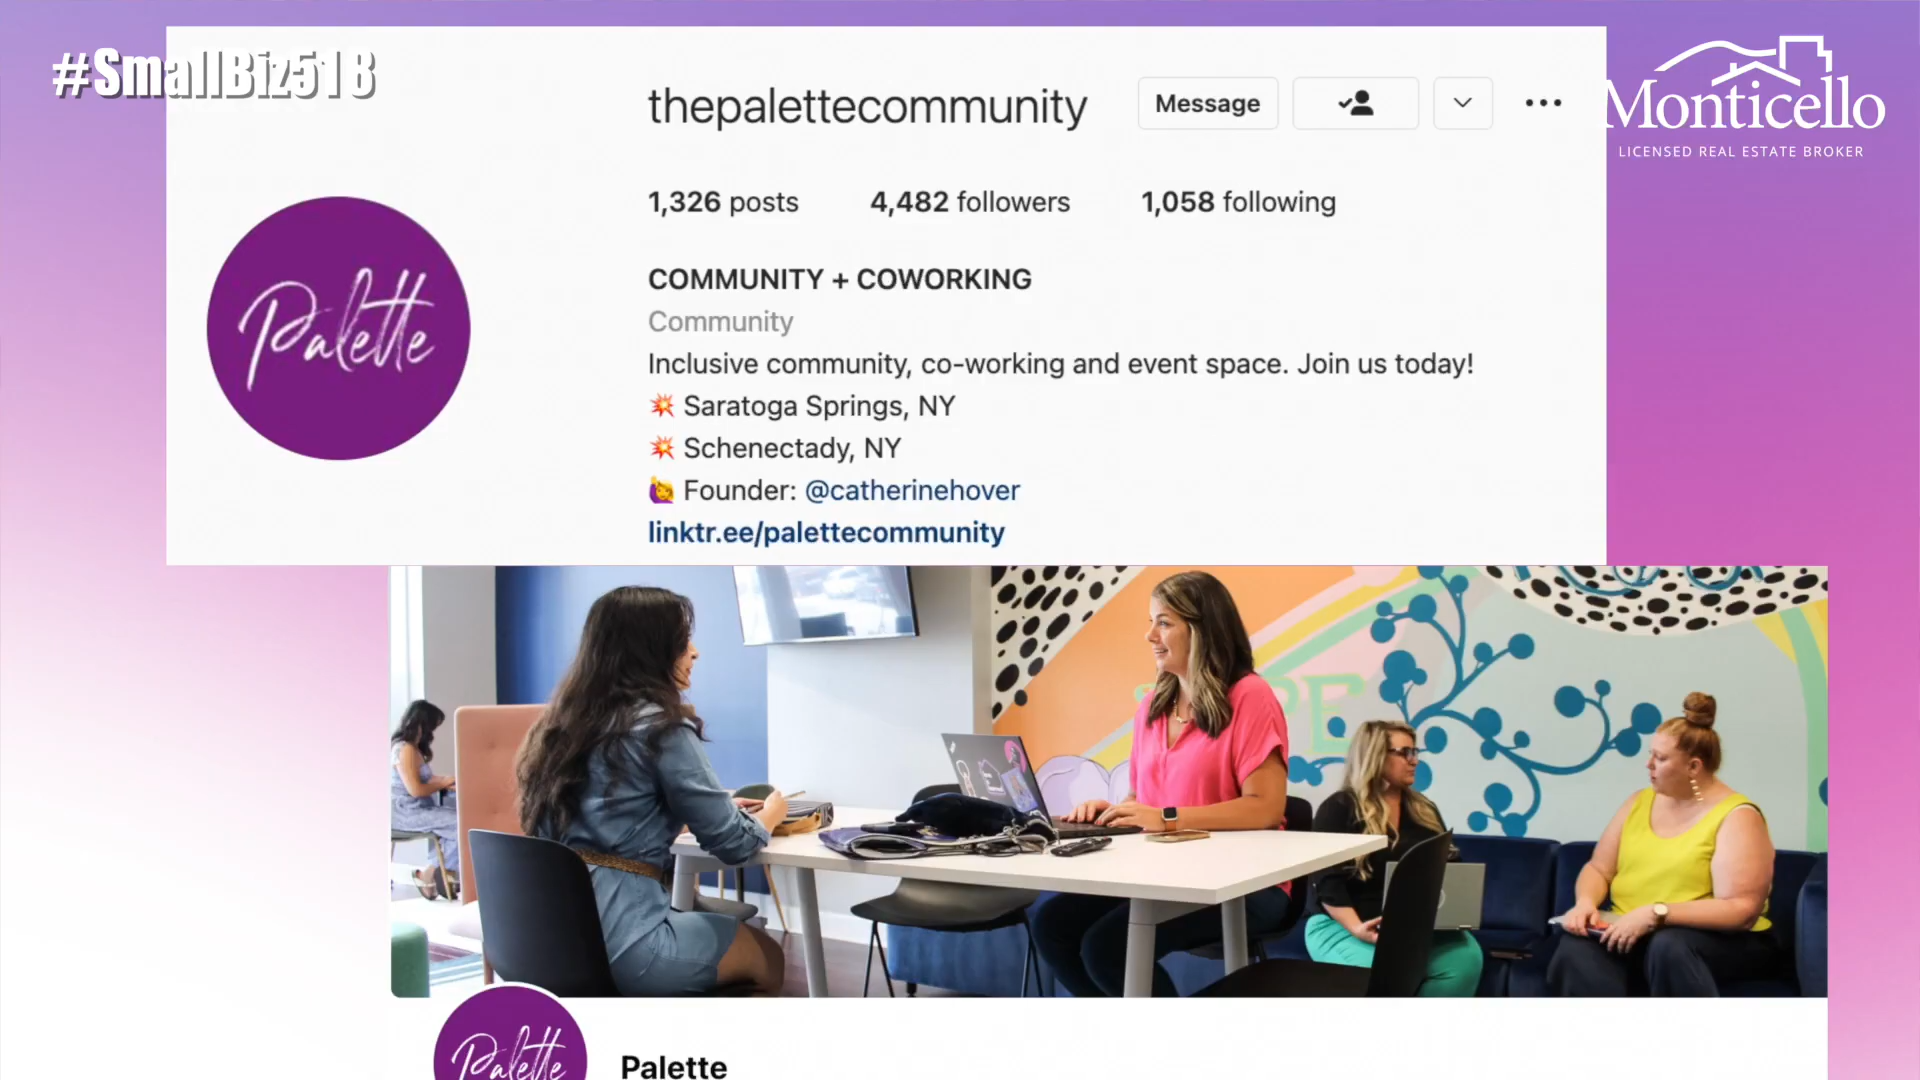 #SmallBiz518
thepalettecommunity
Message
Monticello
LICENSED REAL ESTATE BROKER
1,326 posts 4,482 followers 1,058 following
Palette
COMMUNITY + COWORKING
Community
Inclusive community, co-working and event space. Join us today!
💥 Saratoga Springs, NY
💥 Schenectady, NY
🙋 Founder: @catherinehover
linktr.ee/palettecommunity
Palette
Palette